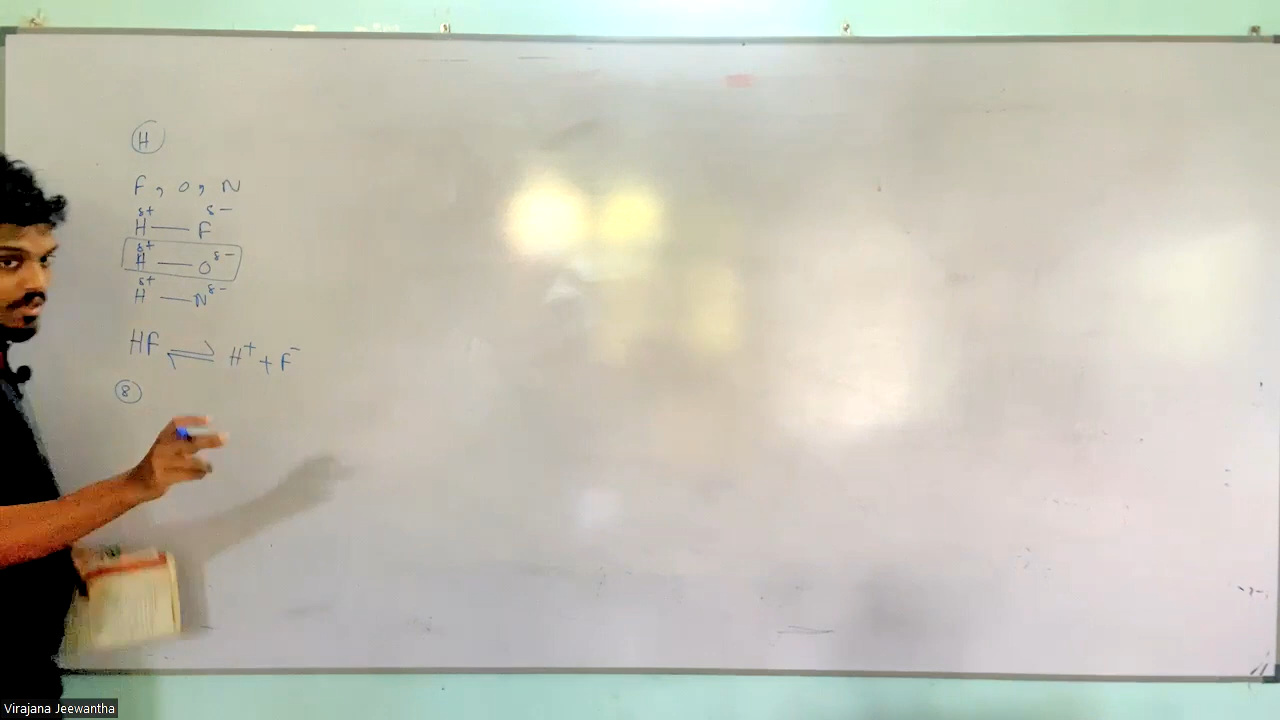 H
F, O, N
δ+ δ-
H — F
δ+ δ-
H — O
δ+ δ-
H — N
HF ⇌ H⁺ + F⁻
8
Virajana Jeewantha